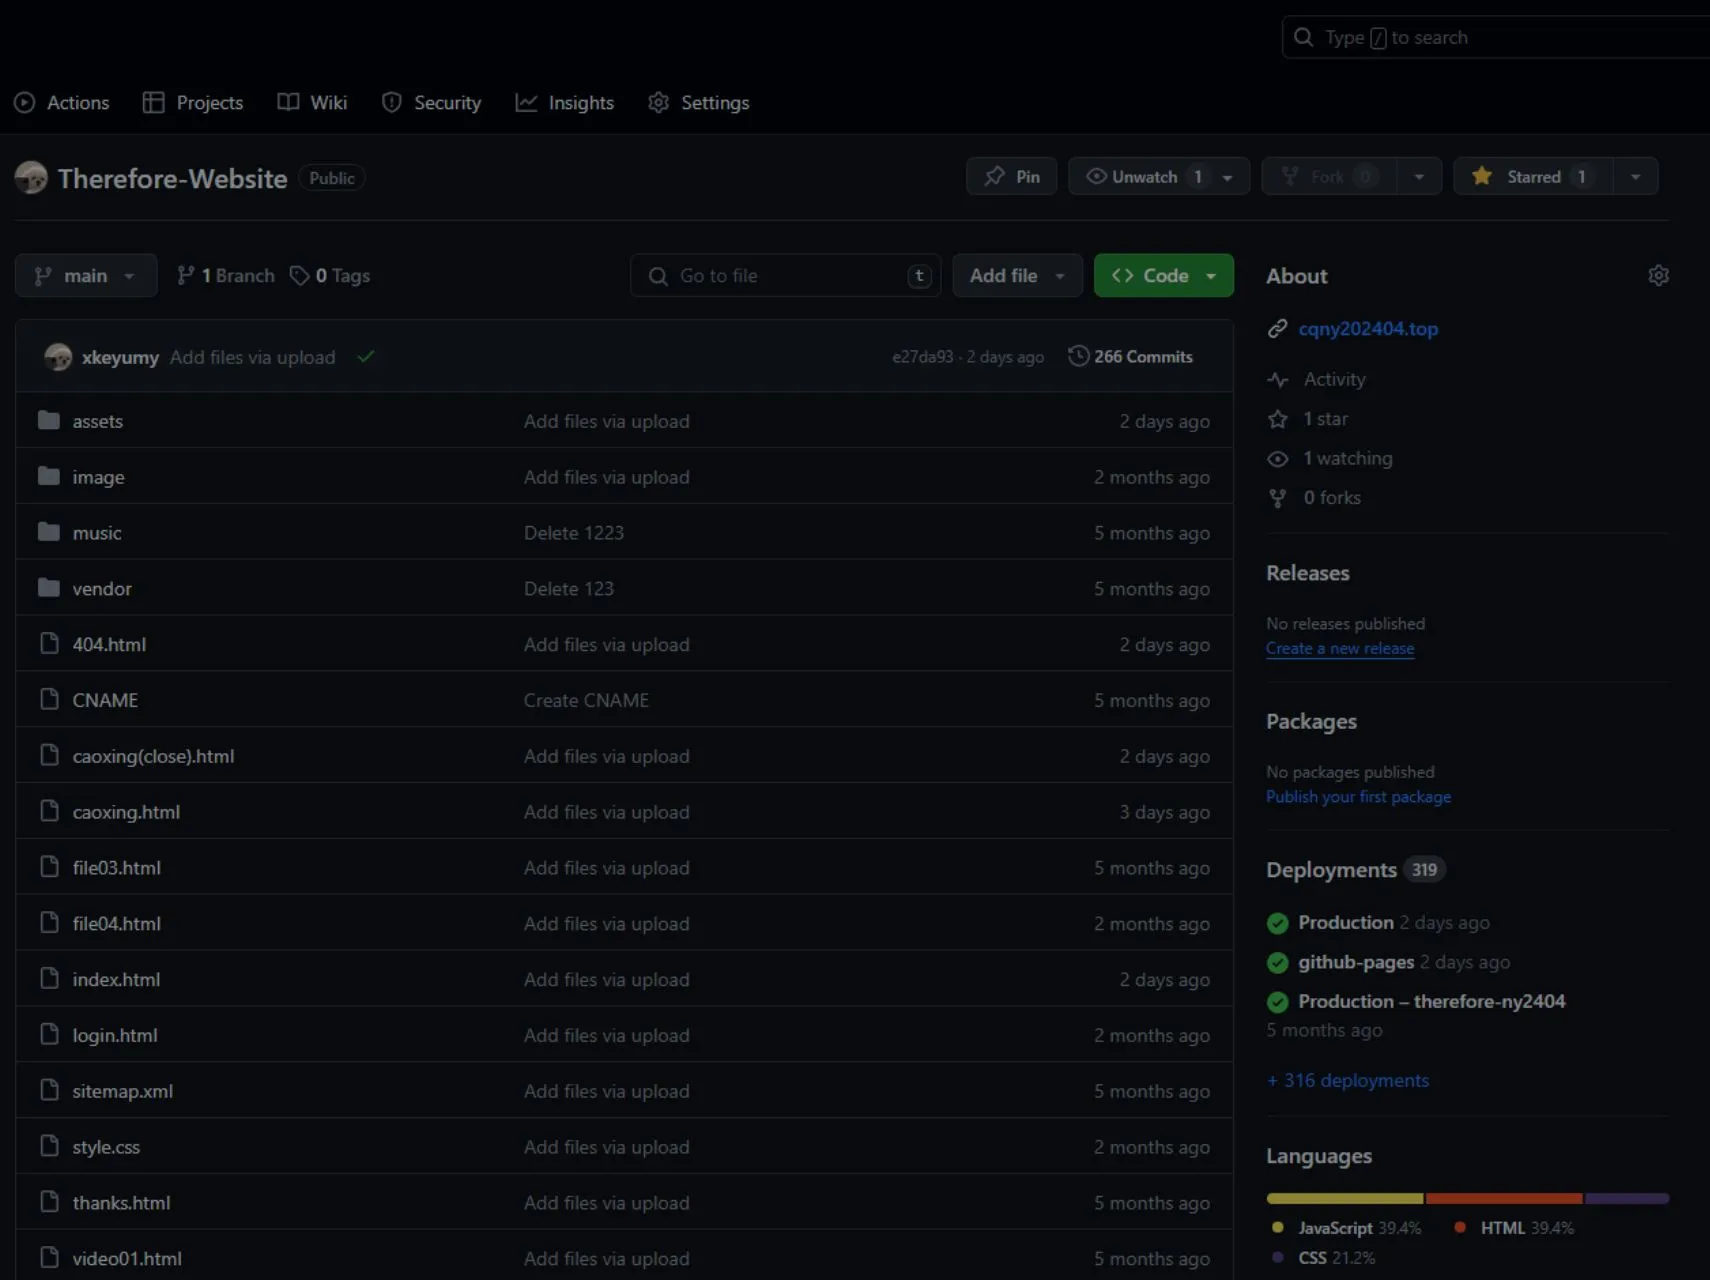 Type / to search
Actions Projects Wiki Security Insights Settings
Therefore-Website Public Pin Unwatch 1 Fork 0 Starred 1
main 1 Branch 0 Tags Go to file t Add file Code
xkeyumy Add files via upload e27da93 · 2 days ago 266 Commits
assets Add files via upload 2 days ago
image Add files via upload 2 months ago
music Delete 1223 5 months ago
vendor Delete 123 5 months ago
404.html Add files via upload 2 days ago
CNAME Create CNAME 5 months ago
caoxing(close).html Add files via upload 2 days ago
caoxing.html Add files via upload 3 days ago
file03.html Add files via upload 5 months ago
file04.html Add files via upload 2 months ago
index.html Add files via upload 2 days ago
login.html Add files via upload 2 months ago
sitemap.xml Add files via upload 5 months ago
style.css Add files via upload 2 months ago
thanks.html Add files via upload 5 months ago
video01.html Add files via upload 5 months ago
About
cqny202404.top
Activity
1 star
1 watching
0 forks
Releases
No releases published
Create a new release
Packages
No packages published
Publish your first package
Deployments 319
Production 2 days ago
github-pages 2 days ago
Production – therefore-ny2404
5 months ago
+ 316 deployments
Languages
JavaScript 39.4% HTML 39.4%
CSS 21.2%